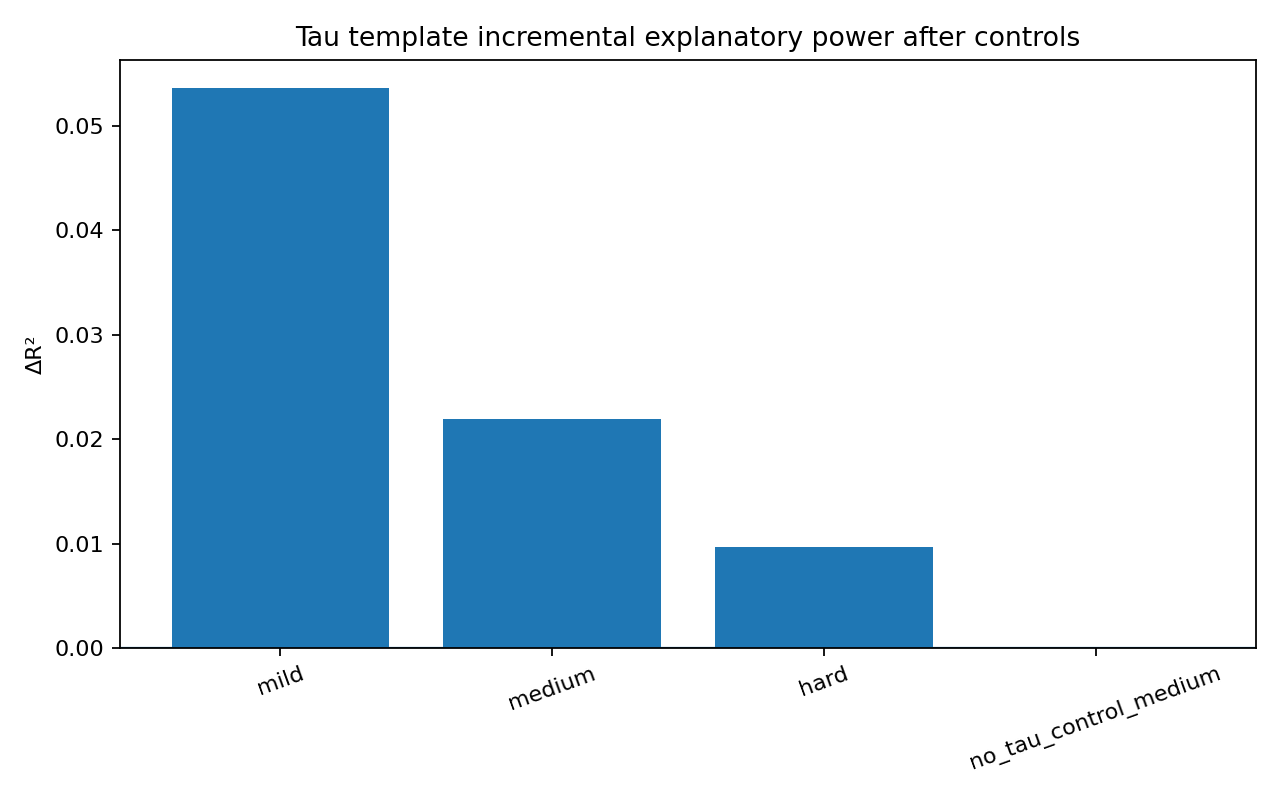 Tau template incremental explanatory power after controls
ΔR²
0.05
0.04
0.03
0.02
0.01
0.00
mild
medium
hard
no_tau_control_medium